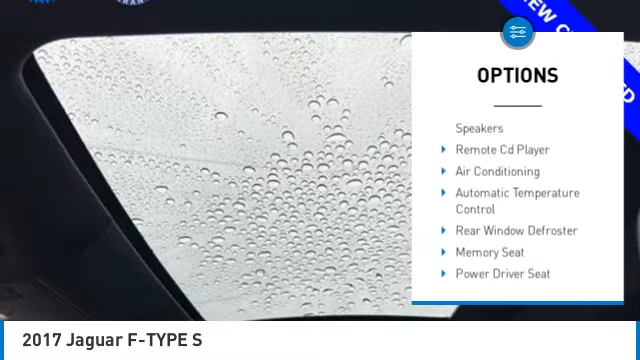 OPTIONS
Speakers
Remote Cd Player
Air Conditioning
Automatic Temperature
Control
Rear Window Defroster
Memory Seat
Power Driver Seat
2017 Jaguar F-TYPE S